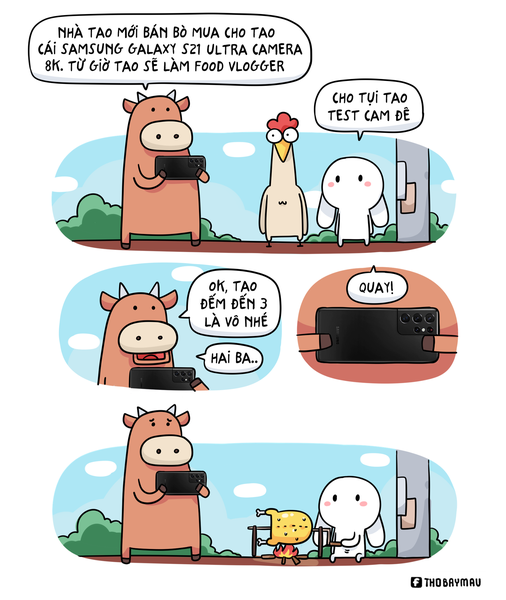 NHÀ TAO MỚI BÁN BÒ MUA CHO TAO
CÁI SAMSUNG GALAXY S21 ULTRA CAMERA
8K. TỪ GIỜ TAO SẼ LÀM FOOD VLOGGER
CHO TỤI TAO
TEST CAM ĐÊ
OK, TAO
ĐẾM ĐẾN 3
LÀ VÔ NHÉ
HAI BA..
QUAY!
THOBAYMAU